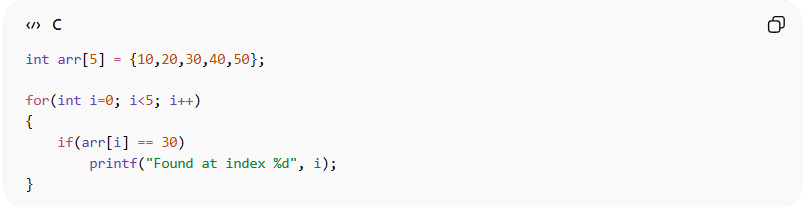 </> C
int arr[5] = {10,20,30,40,50};
for(int i=0; i<5; i++)
{
    if(arr[i] == 30)
        printf("Found at index %d", i);
}